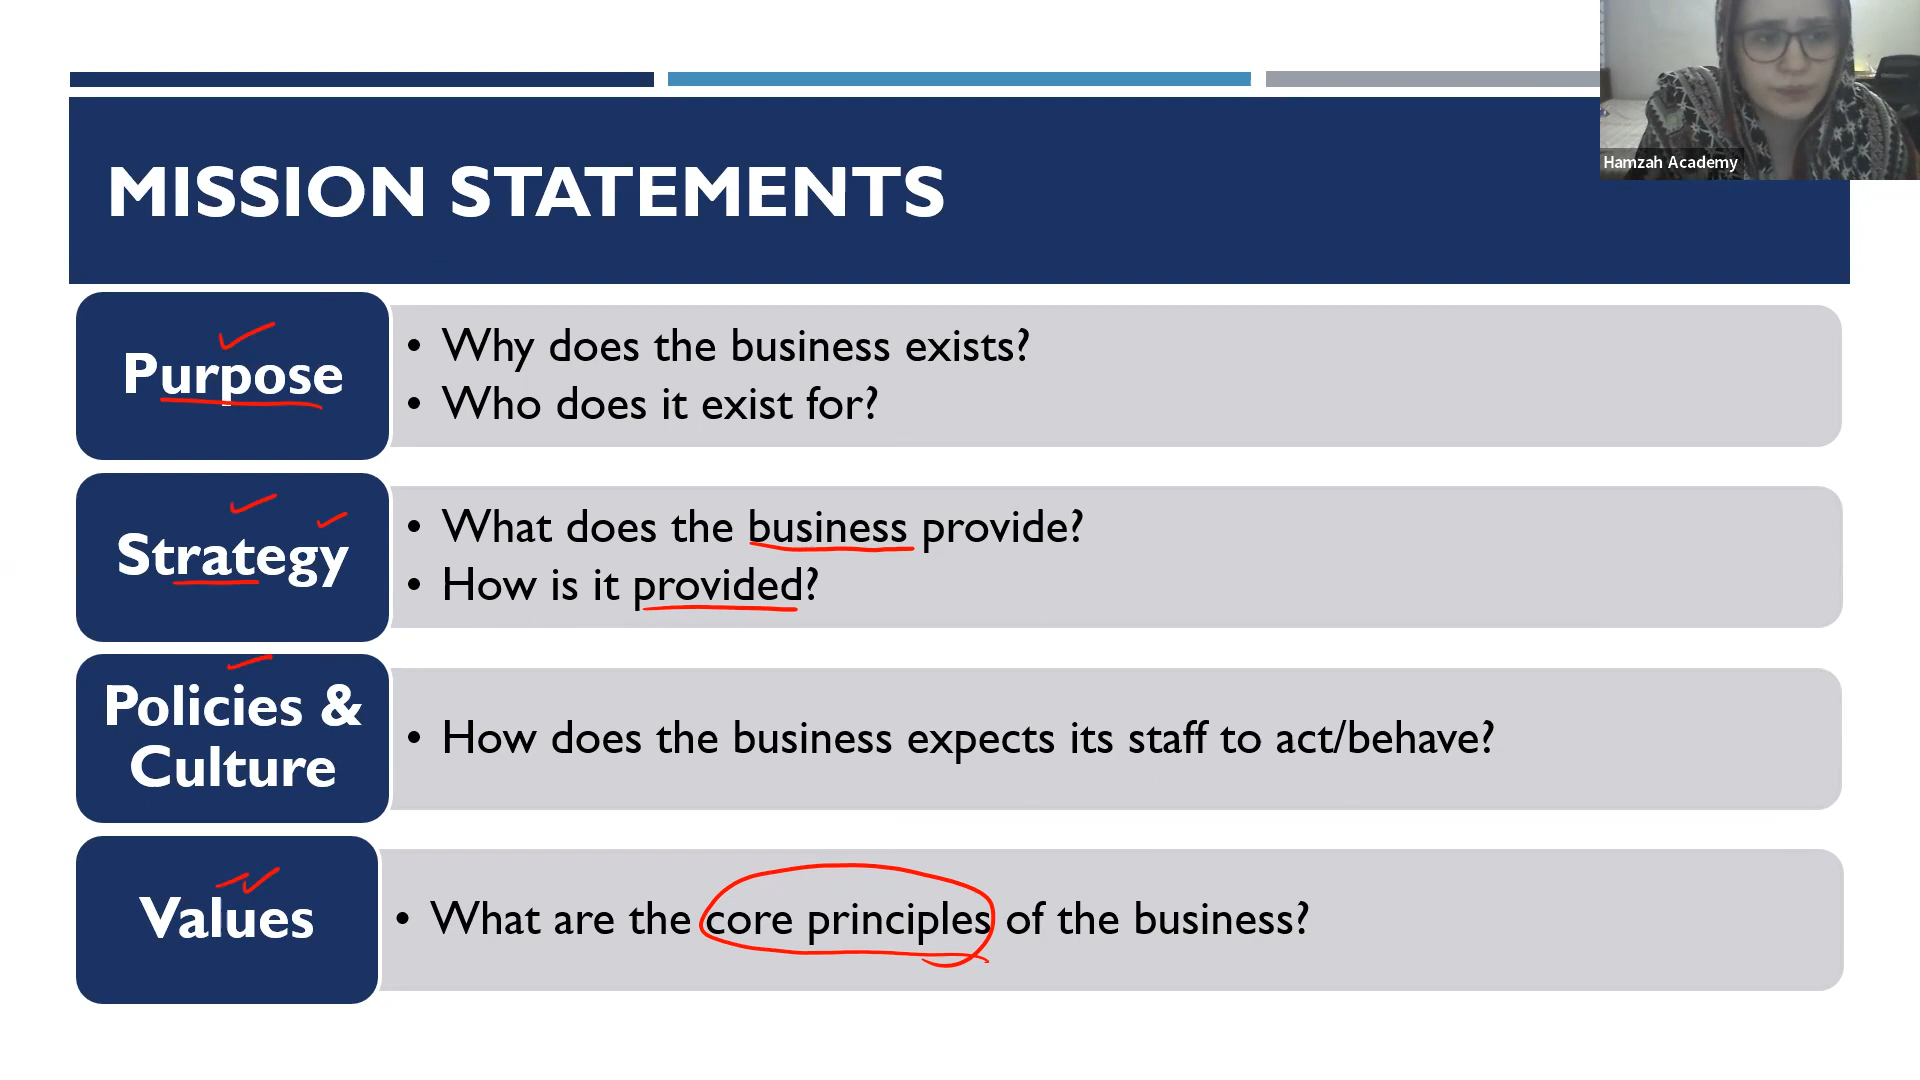 Hamzah Academy
MISSION STATEMENTS
Purpose
• Why does the business exists?
• Who does it exist for?
Strategy
• What does the business provide?
• How is it provided?
Policies &
Culture
• How does the business expects its staff to act/behave?
Values
• What are the core principles of the business?